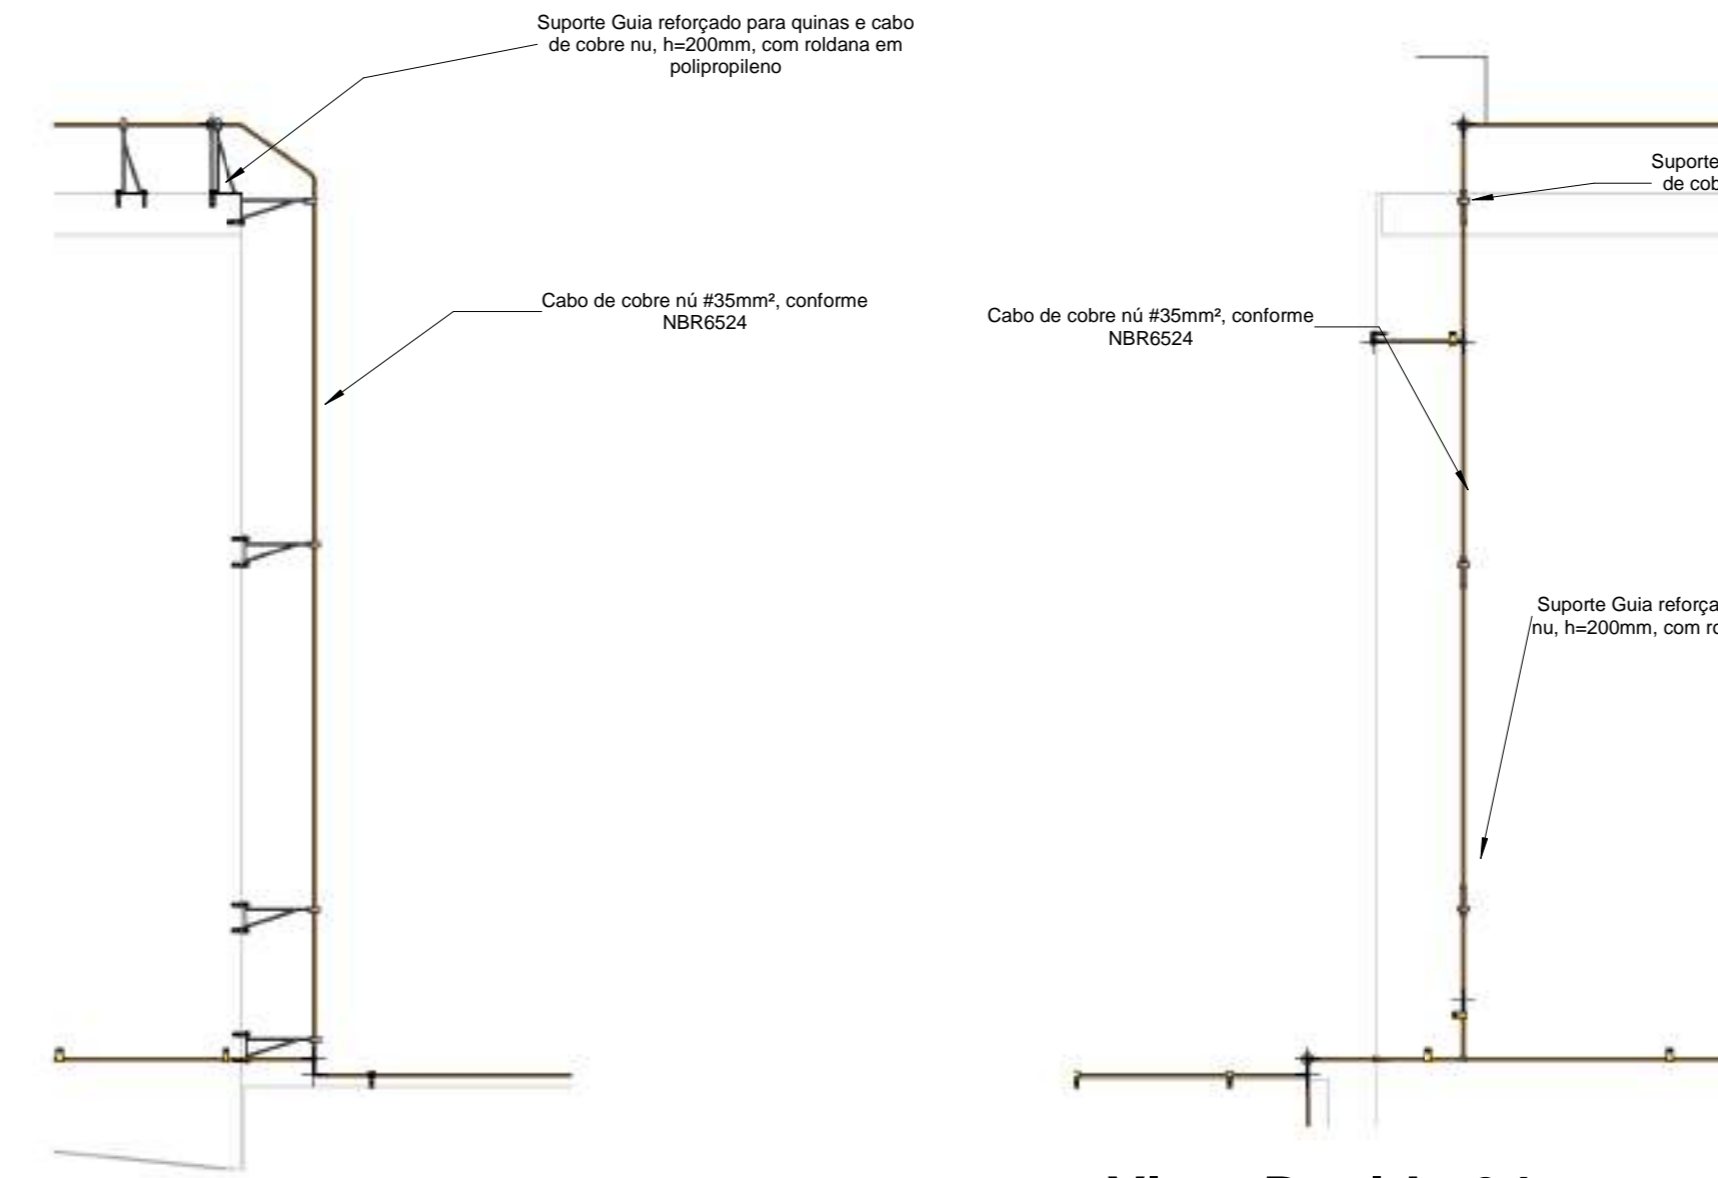 Suporte Guia reforçado para quinas e cabo
de cobre nu, h=200mm, com roldana em
polipropileno
Cabo de cobre nú #35mm², conforme
NBR6524
Suporte
de cob
Cabo de cobre nú #35mm², conforme
NBR6524
Suporte Guia reforça
nu, h=200mm, com ro